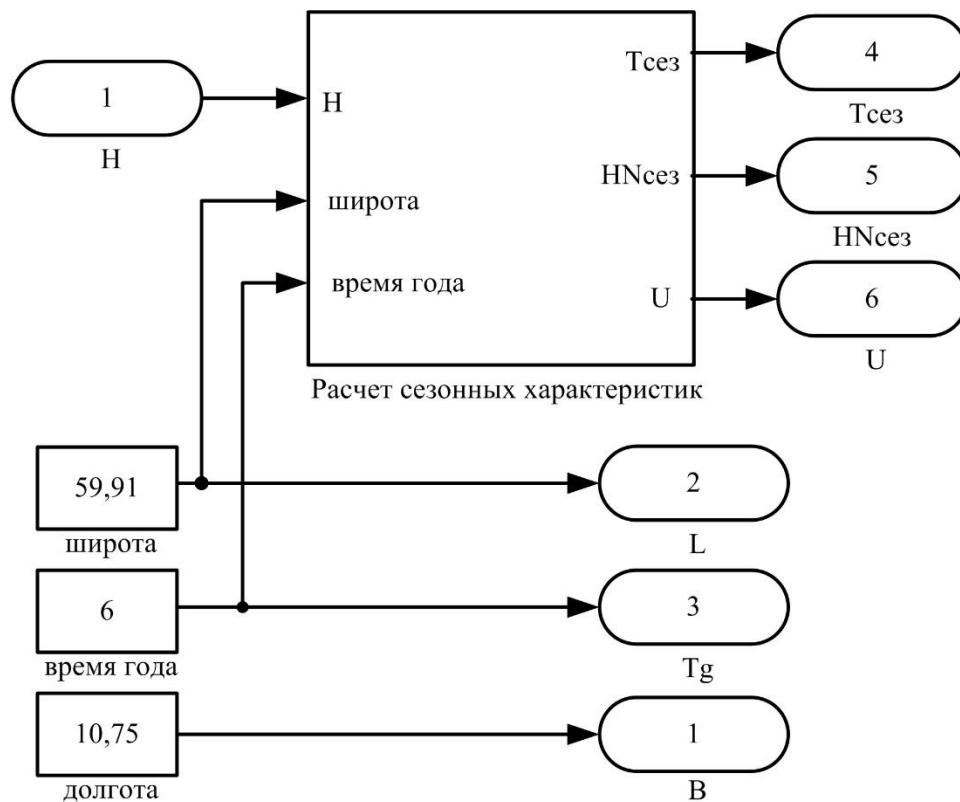 1
H
H
широта
время года
Tсез
HNсез
U
4
Tсез
5
HNсез
6
U
Расчет сезонных характеристик
59,91
широта
2
L
6
время года
3
Tg
10,75
долгота
1
B